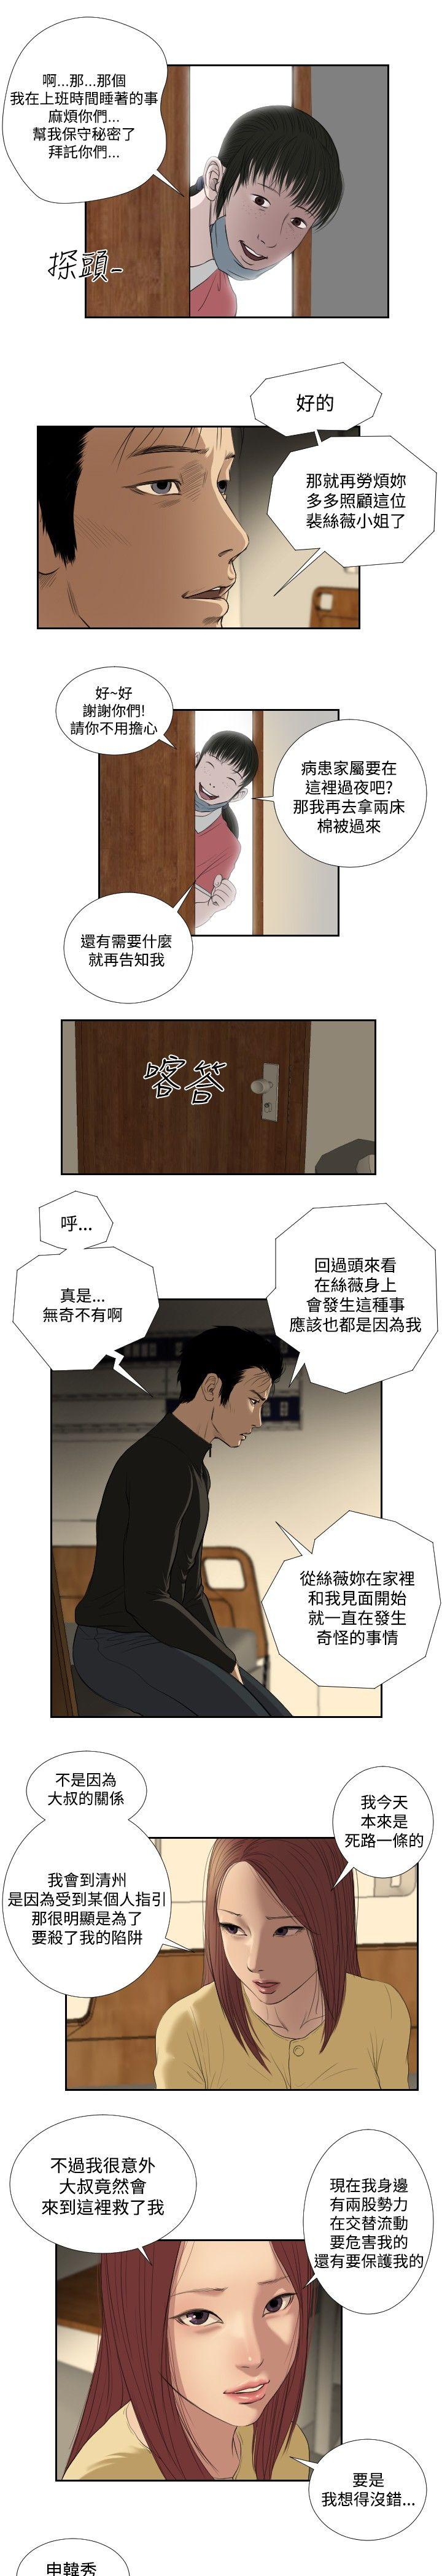 啊...那...那個
我在上班時間睡著的事
麻煩你們...
幫我保守秘密了
拜託你們...
探頭-
好的
那就再勞煩妳
多多照顧這位
裴絲薇小姐了
好~好
謝謝你們!
請你不用擔心
病患家屬要在
這裡過夜吧?
那我再去拿兩床
棉被過來
還有需要什麼
就再告知我
喀答
呼...
真是...
無奇不有啊
回過頭來看
在絲薇身上
會發生這種事
應該也都是因為我
從絲薇妳在家裡
和我見面開始
就一直在發生
奇怪的事情
不是因為
大叔的關係
我今天
本來是
死路一條的
我會到清州
是因為受到某個人指引
那很明顯是為了
要殺了我的陷阱
不過我很意外
大叔竟然會
來到這裡救了我
現在我身邊
有兩股勢力
在交替流動
要危害我的
還有要保護我的
要是
我想得沒錯...
申韓秀